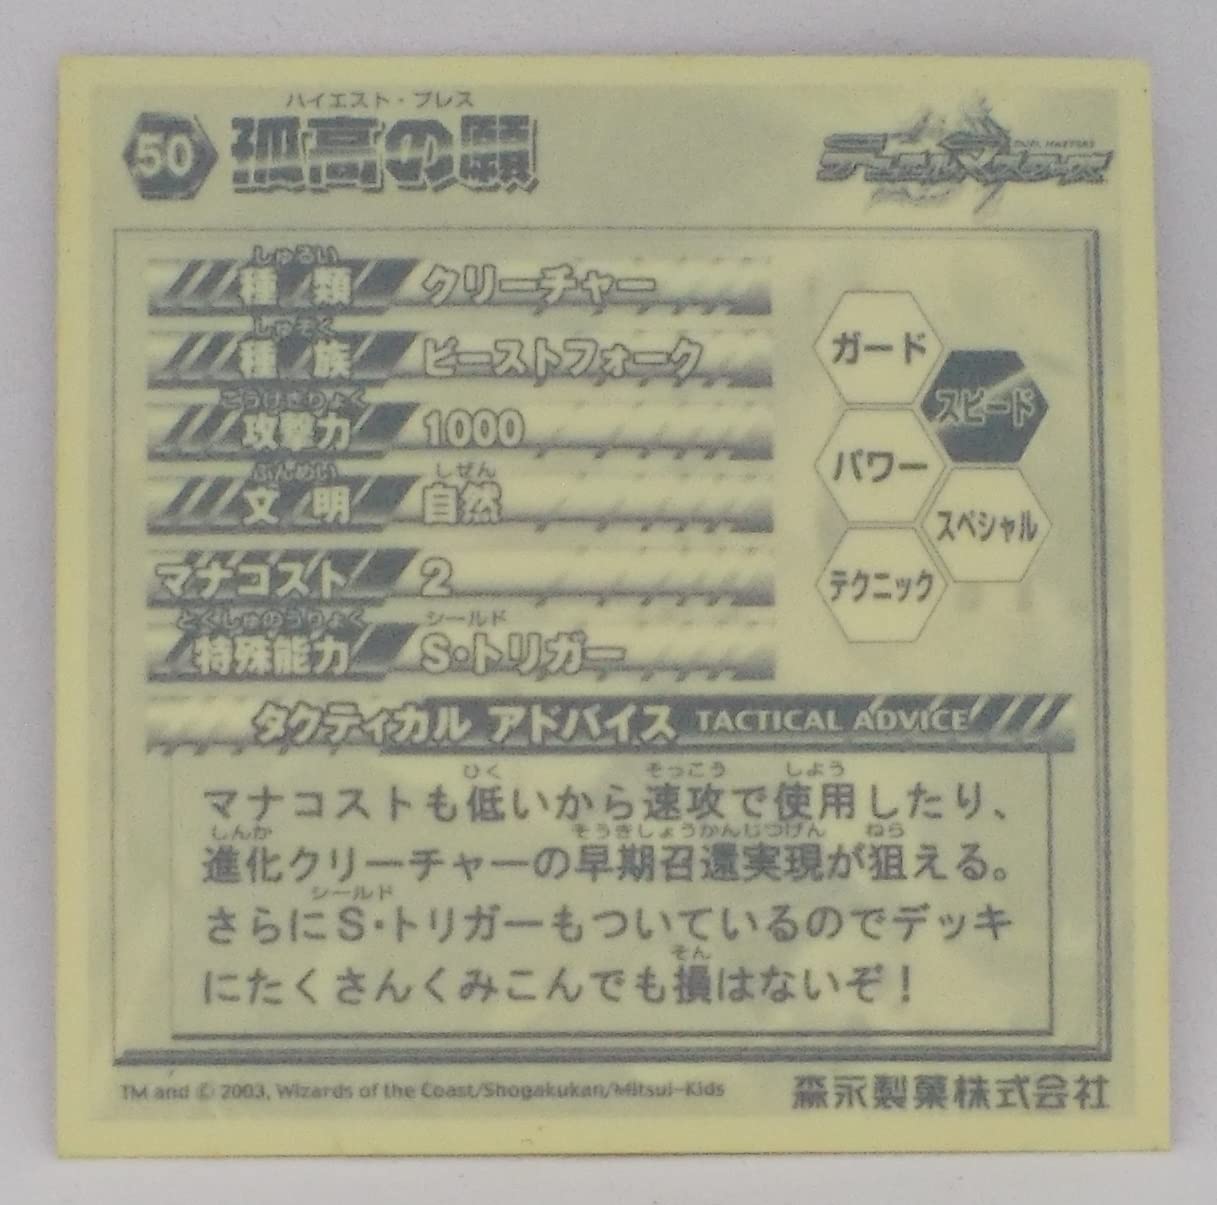 ハイエスト・プレス
50 孤高の願
デュエル・マスターズ
DUEL MASTERS
しゅるい
種類 クリーチャー
しゅぞく
種族 ビーストフォーク
こうげきりょく
攻撃力 1000
ぶんめい しぜん
文明 自然
マナコスト 2
とくしゅのうりょく シールド
特殊能力 S・トリガー
ガード
スピード
パワー
スペシャル
テクニック
タクティカル アドバイス TACTICAL ADVICE
ひく そっこう しよう
マナコストも低いから速攻で使用したり、
しんか そうきしょうかんじつげん ねら
進化クリーチャーの早期召還実現が狙える。
シールド
さらにS・トリガーもついているのでデッキ
そん
にたくさんくみこんでも損はないぞ！
TM and © 2003, Wizards of the Coast/Shogakukan/Mitsui-Kids
森永製菓株式会社